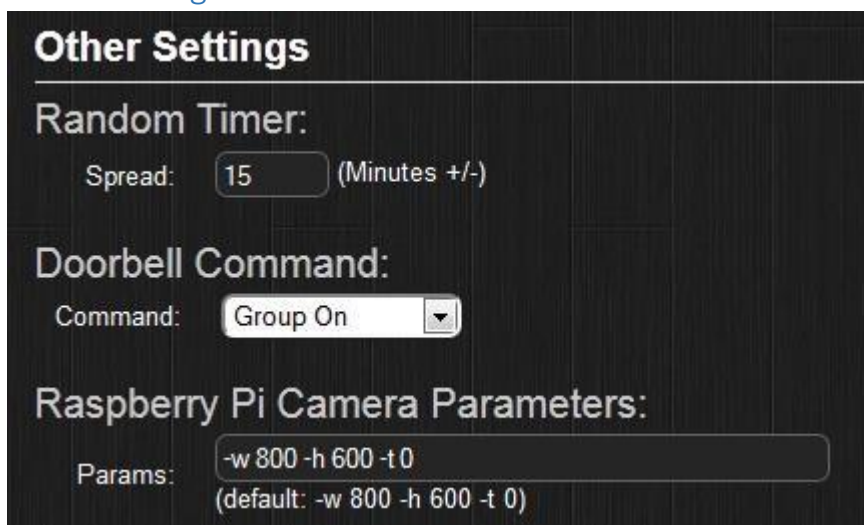 Other Settings
Random Timer:
Spread: 15 (Minutes +/-)
Doorbell Command:
Command: Group On
Raspberry Pi Camera Parameters:
Params: -w 800 -h 600 -t 0
(default: -w 800 -h 600 -t 0)